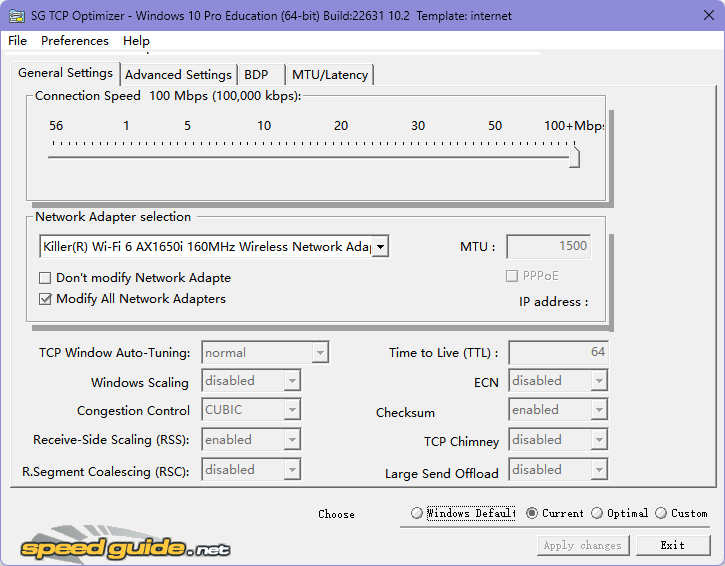 SG TCP Optimizer - Windows 10 Pro Education (64-bit) Build:22631 10.2  Template: internet
File Preferences Help
General Settings Advanced Settings BDP MTU/Latency
Connection Speed 100 Mbps (100,000 kbps):
56 1 5 10 20 30 50 100+Mbps
Network Adapter selection
Killer(R) Wi-Fi 6 AX1650i 160MHz Wireless Network Ada MTU : 1500
Don't modify Network Adapte PPPoE
Modify All Network Adapters IP address :
TCP Window Auto-Tuning: normal Time to Live (TTL) : 64
Windows Scaling disabled ECN disabled
Congestion Control CUBIC Checksum enabled
Receive-Side Scaling (RSS): enabled TCP Chimney disabled
R.Segment Coalescing (RSC): disabled Large Send Offload disabled
Choose Windows Default Current Optimal Custom
speedguide.net Apply changes Exit